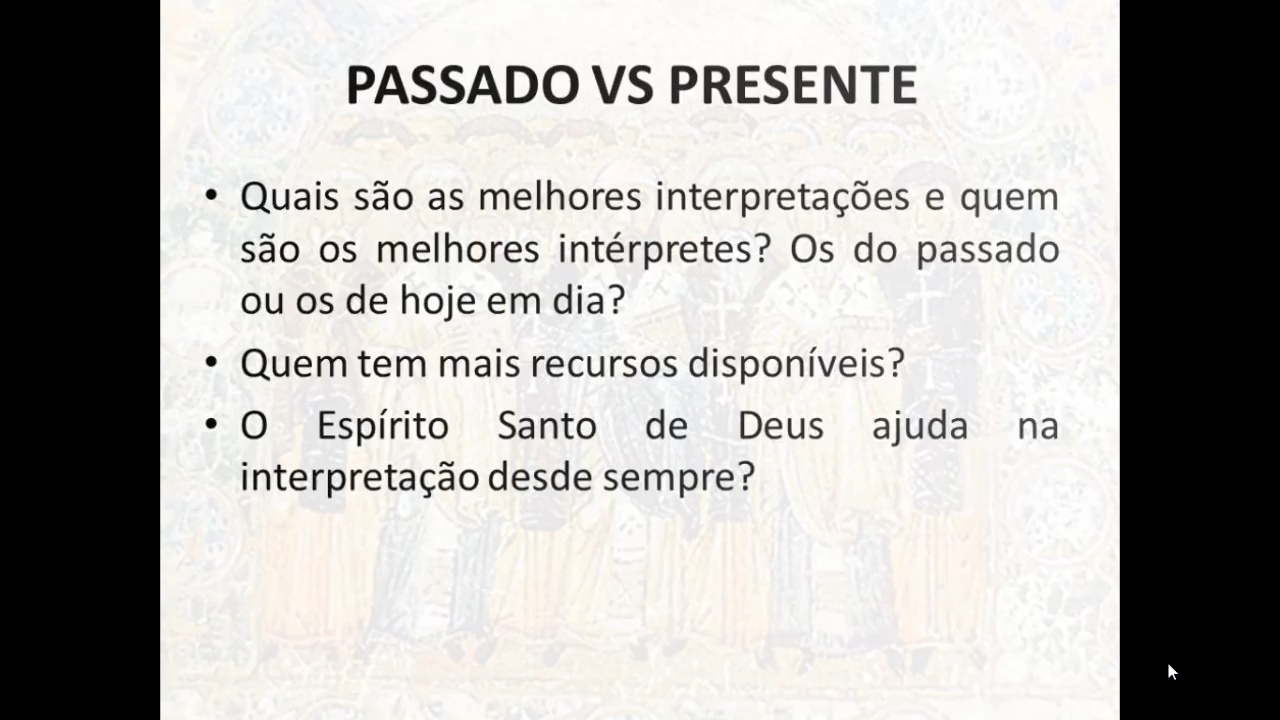 PASSADO VS PRESENTE
• Quais são as melhores interpretações e quem
são os melhores intérpretes? Os do passado
ou os de hoje em dia?
• Quem tem mais recursos disponíveis?
• O Espírito Santo de Deus ajuda na
interpretação desde sempre?